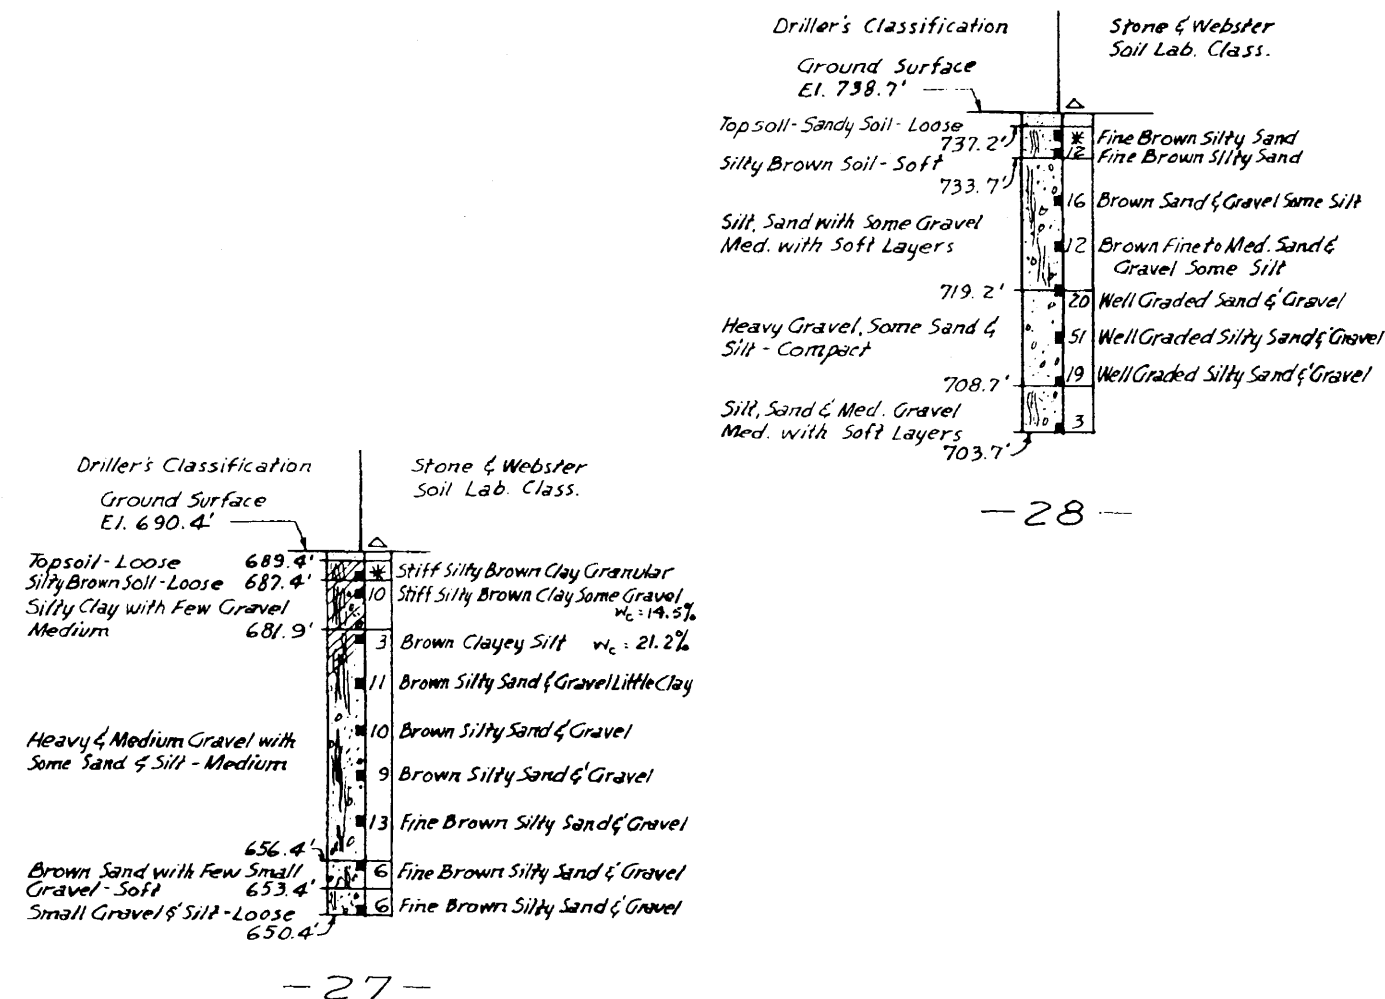 Driller's Classification
Stone & Webster
Soil Lab. Class.
Ground Surface
El. 738.7'
△
Topsoil-Sandy Soil-Loose
737.2'
* Fine Brown Silty Sand
12 Fine Brown Silty Sand
Silty Brown Soil-Soft
733.7'
16 Brown Sand & Gravel Some Silt
Silt, Sand with Some Gravel
Med. with Soft Layers
12 Brown Fine to Med. Sand &
Gravel Some Silt
719.2'
20 Well Graded Sand & Gravel
Heavy Gravel, Some Sand &
Silt - Compact
51 Well Graded Silty Sand & Gravel
708.7'
19 Well Graded Silty Sand & Gravel
Silt, Sand & Med. Gravel
Med. with Soft Layers
3
703.7'
-28-
Driller's Classification
Stone & Webster
Soil Lab. Class.
Ground Surface
El. 690.4'
△
Topsoil-Loose 689.4'
* Stiff Silty Brown Clay Granular
Silty Brown Soil-Loose 687.4'
10 Stiff Silty Brown Clay Some Gravel
Wc = 14.5%
Silty Clay with Few Gravel
Medium 681.9'
3 Brown Clayey Silt Wc = 21.2%
11 Brown Silty Sand & Gravel Little Clay
10 Brown Silty Sand & Gravel
Heavy & Medium Gravel with
Some Sand & Silt - Medium
9 Brown Silty Sand & Gravel
13 Fine Brown Silty Sand & Gravel
656.4'
Brown Sand with Few Small
Gravel-Soft 653.4'
6 Fine Brown Silty Sand & Gravel
Small Gravel & Silt-Loose
6 Fine Brown Silty Sand & Gravel
650.4'
-27-